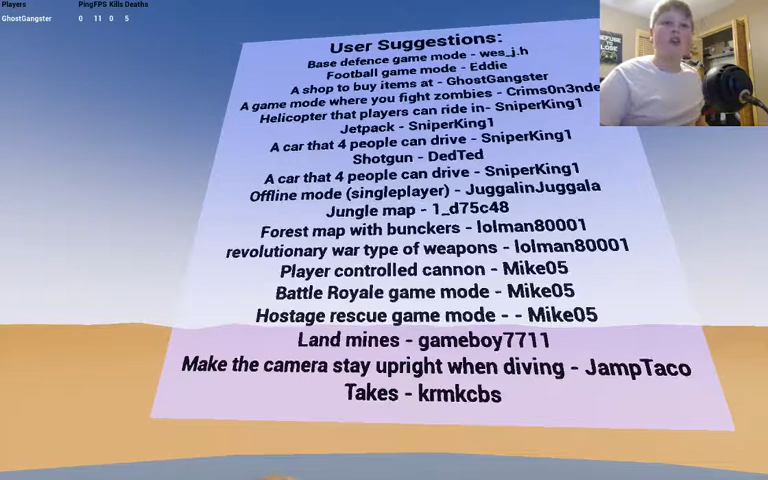 Players PingFPS Kills Deaths
GhostGangster 0 11 0 5
User Suggestions:
Base defence game mode - wes_j.h
Football game mode - Eddie
A shop to buy items at - GhostGangster
A game mode where you fight zombies - Crims0n3nde
Helicopter that players can ride in- SniperKing1
Jetpack - SniperKing1
A car that 4 people can drive - SniperKing1
Shotgun - DedTed
A car that 4 people can drive - SniperKing1
Offline mode (singleplayer) - JuggalinJuggala
Jungle map - 1_d75c48
Forest map with bunckers - lolman80001
revolutionary war type of weapons - lolman80001
Player controlled cannon - Mike05
Battle Royale game mode - Mike05
Hostage rescue game mode - - Mike05
Land mines - gameboy7711
Make the camera stay upright when diving - JampTaco
Takes - krmkcbs